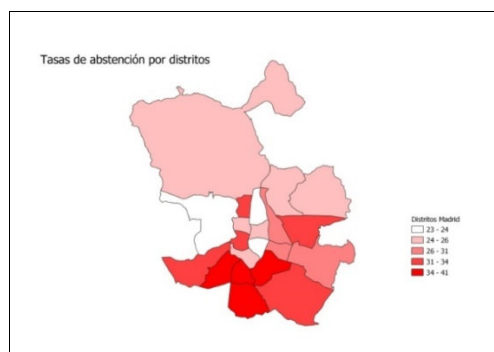 Tasas de abstención por distritos
Distritos Madrid
23 - 24
24 - 26
26 - 31
31 - 34
34 - 41